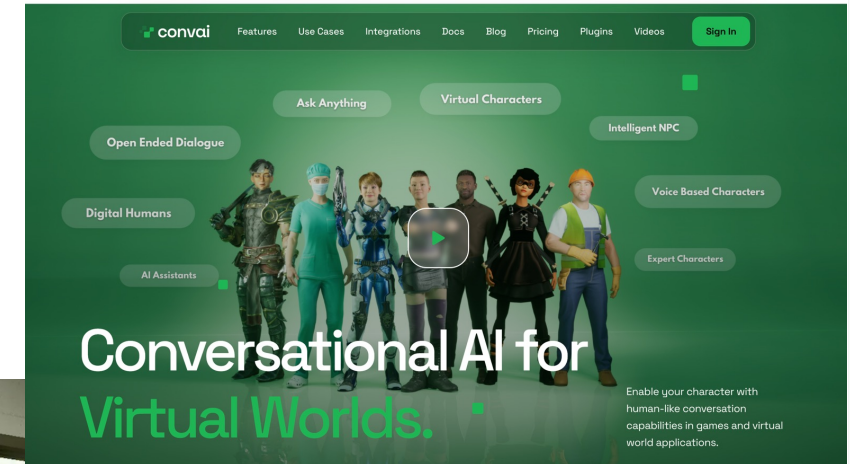 convai
Features
Use Cases
Integrations
Docs
Blog
Pricing
Plugins
Videos
Sign In
Ask Anything
Virtual Characters
Intelligent NPC
Open Ended Dialogue
Voice Based Characters
Digital Humans
Expert Characters
AI Assistants
Conversational AI for
Virtual Worlds.
Enable your character with
human-like conversation
capabilities in games and virtual
world applications.